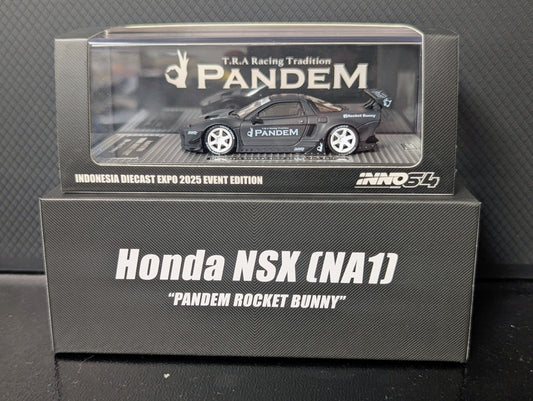 T.R.A Racing Tradition
PANDEM
Rocket Bunny
PANDEM
INNO
INDONESIA DIECAST EXPO 2025 EVENT EDITION
INNO64
Honda NSX (NA1)
“PANDEM ROCKET BUNNY”